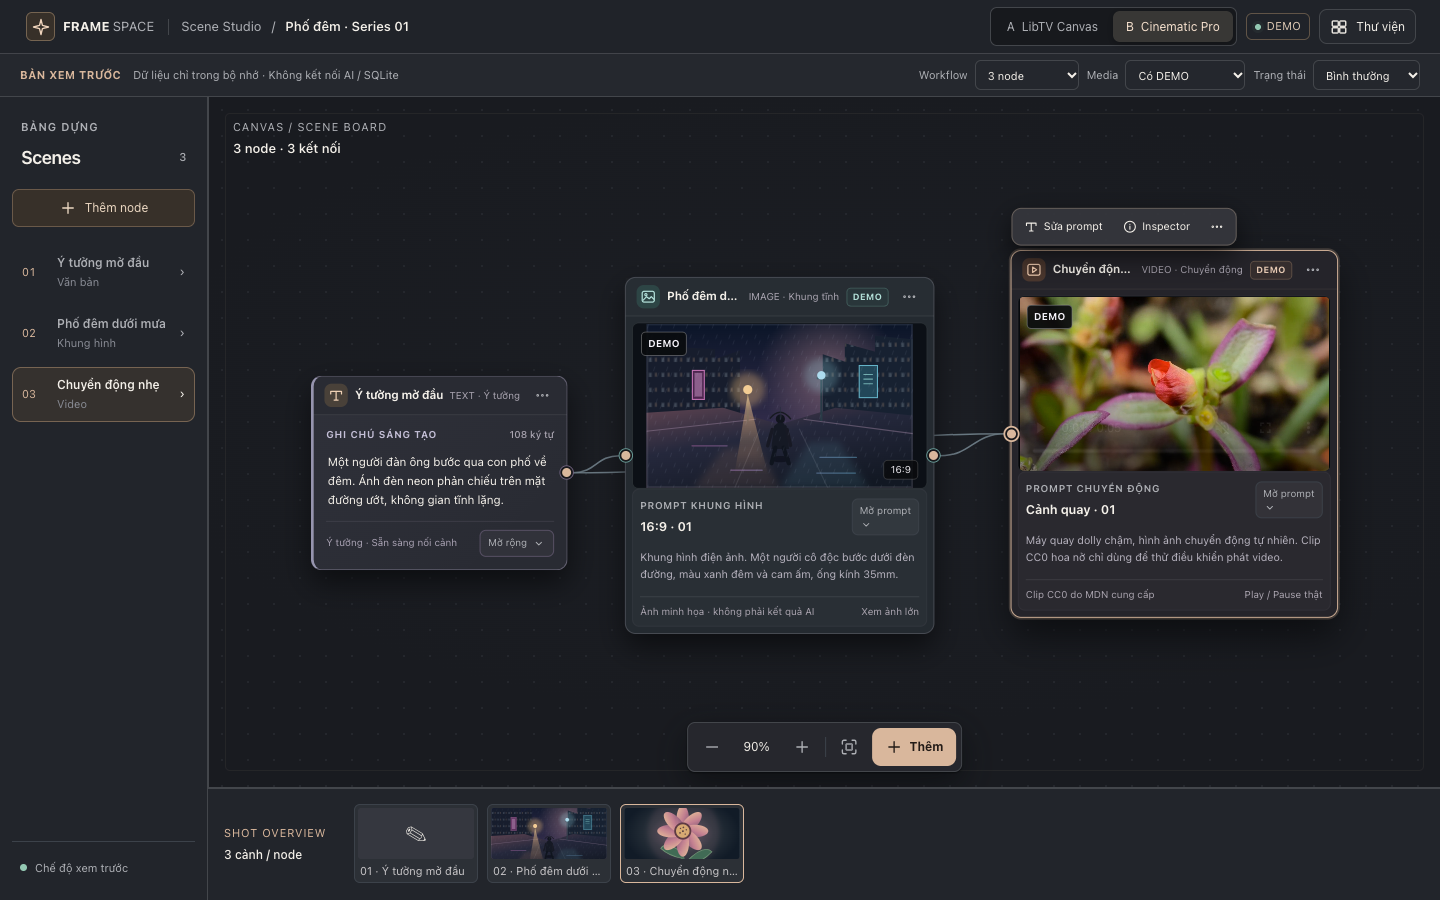 FRAME SPACE
Scene Studio / Phố đêm · Series 01
A LibTV Canvas
B Cinematic Pro
DEMO
Thư viện
BẢN XEM TRƯỚC
Dữ liệu chỉ trong bộ nhớ · Không kết nối AI / SQLite
Workflow
3 node
Media
Có DEMO
Trạng thái
Bình thường
BẢNG DỰNG
Scenes
3
Thêm node
01
Ý tưởng mở đầu
Văn bản
02
Phố đêm dưới mưa
Khung hình
03
Chuyển động nhẹ
Video
Chế độ xem trước
CANVAS / SCENE BOARD
3 node · 3 kết nối
Ý tưởng mở đầu
TEXT · Ý tưởng
GHI CHÚ SÁNG TẠO
108 ký tự
Một người đàn ông bước qua con phố về
đêm. Ánh đèn neon phản chiếu trên mặt
đường ướt, không gian tĩnh lặng.
Ý tưởng · Sẵn sàng nối cảnh
Mở rộng
Phố đêm d...
IMAGE · Khung tĩnh
DEMO
DEMO
16:9
PROMPT KHUNG HÌNH
16:9 · 01
Mở prompt
Khung hình điện ảnh. Một người cô độc bước dưới đèn
đường, màu xanh đêm và cam ấm, ống kính 35mm.
Ảnh minh họa · không phải kết quả AI
Xem ảnh lớn
Sửa prompt
Inspector
Chuyển độn...
VIDEO · Chuyển động
DEMO
DEMO
PROMPT CHUYỂN ĐỘNG
Cảnh quay · 01
Mở prompt
Máy quay dolly chậm, hình ảnh chuyển động tự nhiên. Clip
CC0 hoa nở chỉ dùng để thử điều khiển phát video.
Clip CC0 do MDN cung cấp
Play / Pause thật
90%
Thêm
SHOT OVERVIEW
3 cảnh / node
01 · Ý tưởng mở đầu
02 · Phố đêm dưới ...
03 · Chuyển động n...